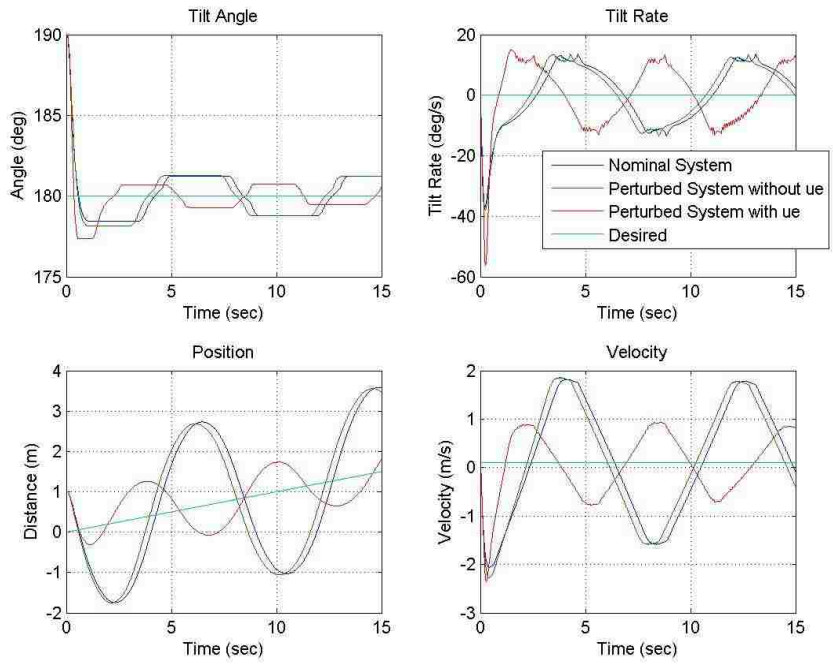 Tilt Angle
190
185
180
175
Angle (deg)
0 5 10 15
Time (sec)
Tilt Rate
20
0
-20
-40
-60
Tilt Rate (deg/s)
Nominal System
Perturbed System without ue
Perturbed System with ue
Desired
0 5 10 15
Time (sec)
Position
4
3
2
1
0
-1
-2
Distance (m)
0 5 10 15
Time (sec)
Velocity
2
1
0
-1
-2
-3
Velocity (m/s)
0 5 10 15
Time (sec)